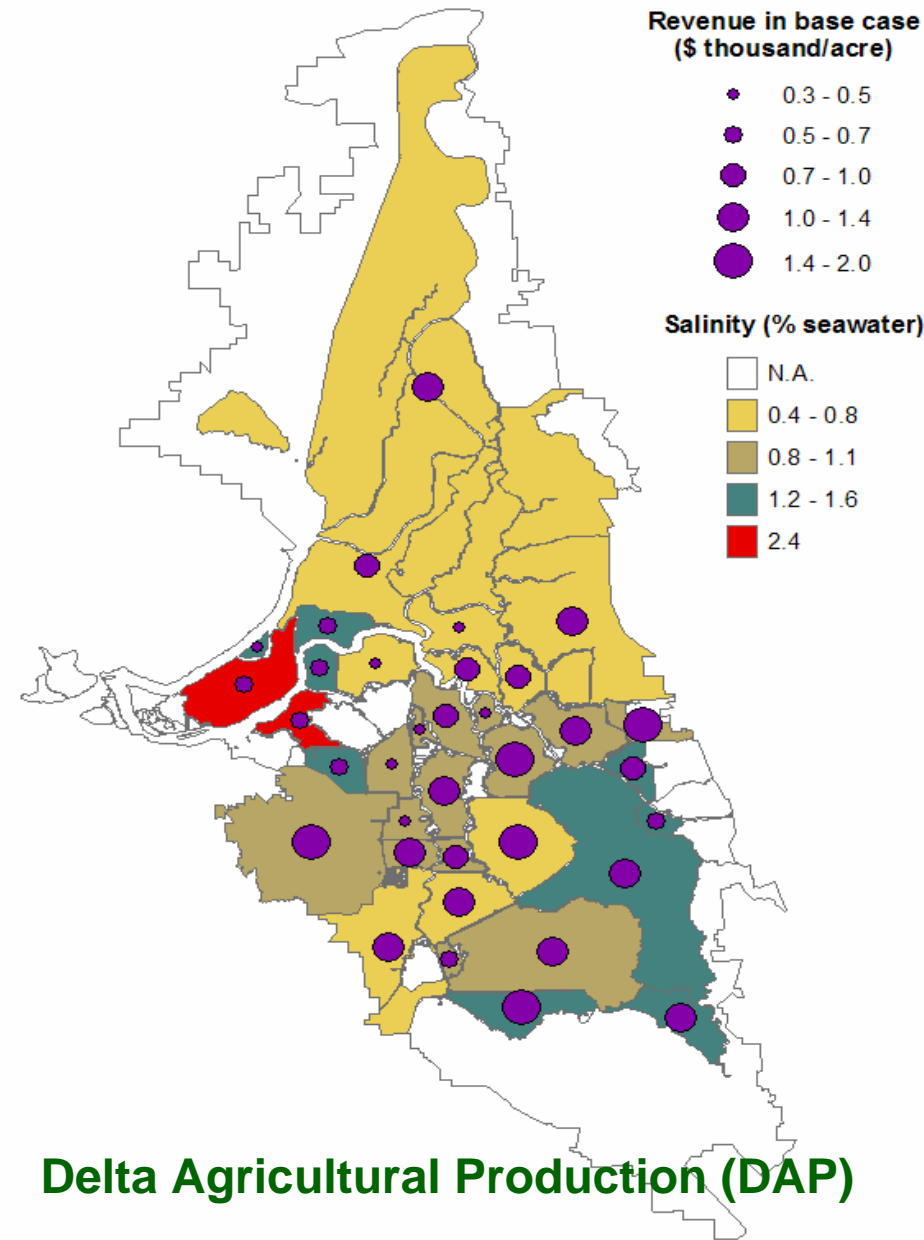 Revenue in base case
($ thousand/acre)
0.3 - 0.5
0.5 - 0.7
0.7 - 1.0
1.0 - 1.4
1.4 - 2.0
Salinity (% seawater)
N.A.
0.4 - 0.8
0.8 - 1.1
1.2 - 1.6
2.4
Delta Agricultural Production (DAP)